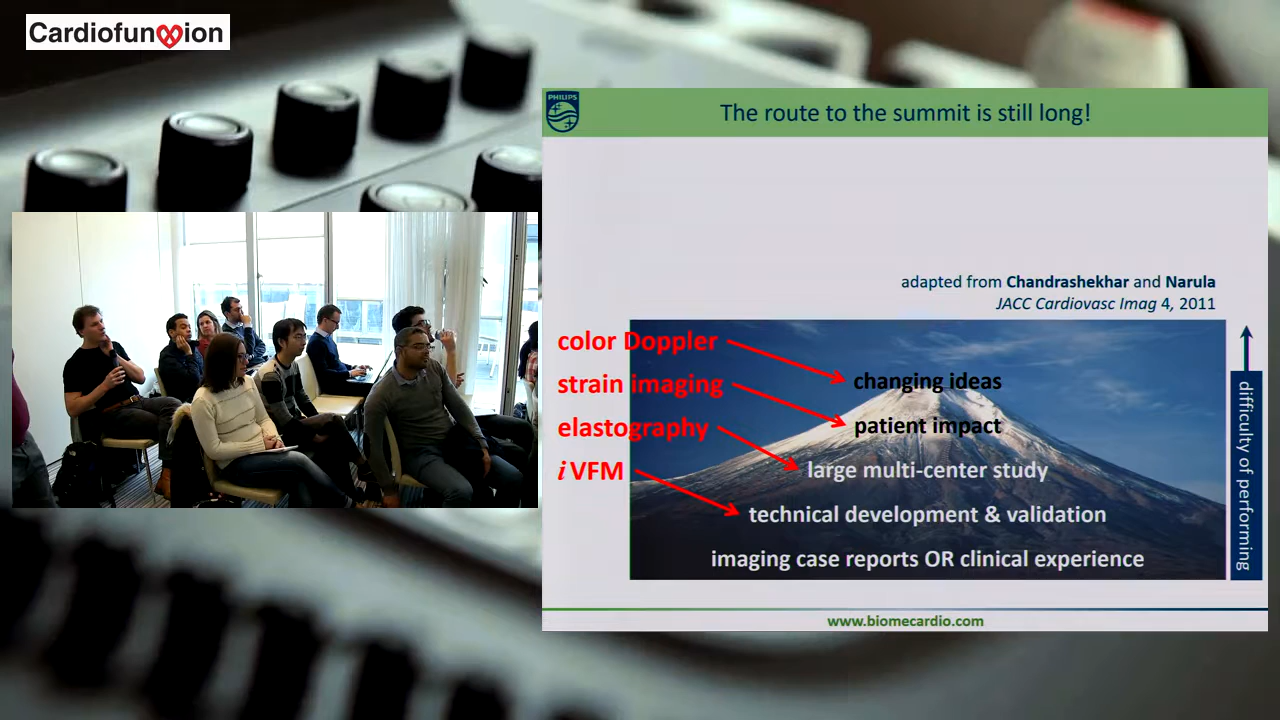 Cardiofunion
PHILIPS
The route to the summit is still long!
adapted from Chandrashekhar and Narula
JACC Cardiovasc Imag 4, 2011
color Doppler
changing ideas
strain imaging
patient impact
elastography
large multi-center study
iVFM
technical development & validation
imaging case reports OR clinical experience
difficulty of performing
www.biomecardio.com